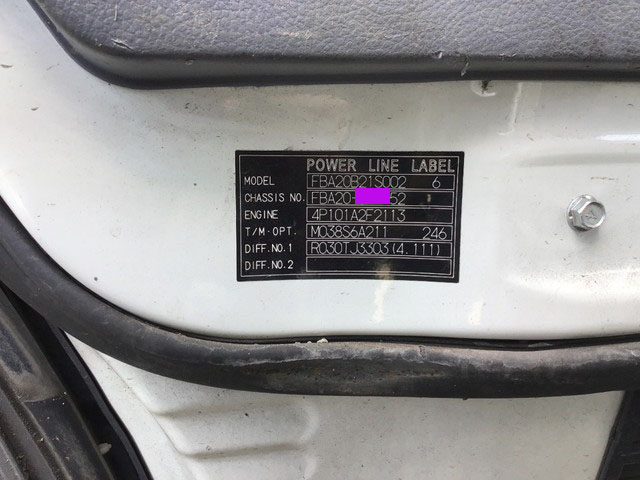 POWER LINE LABEL
MODEL FBA20B21S002 6
CHASSIS NO. FBA20- 52
ENGINE 4P101A2F2113
T/M·OPT. M038S6A211 246
DIFF.NO.1 R030TJ3303(4.111)
DIFF.NO.2